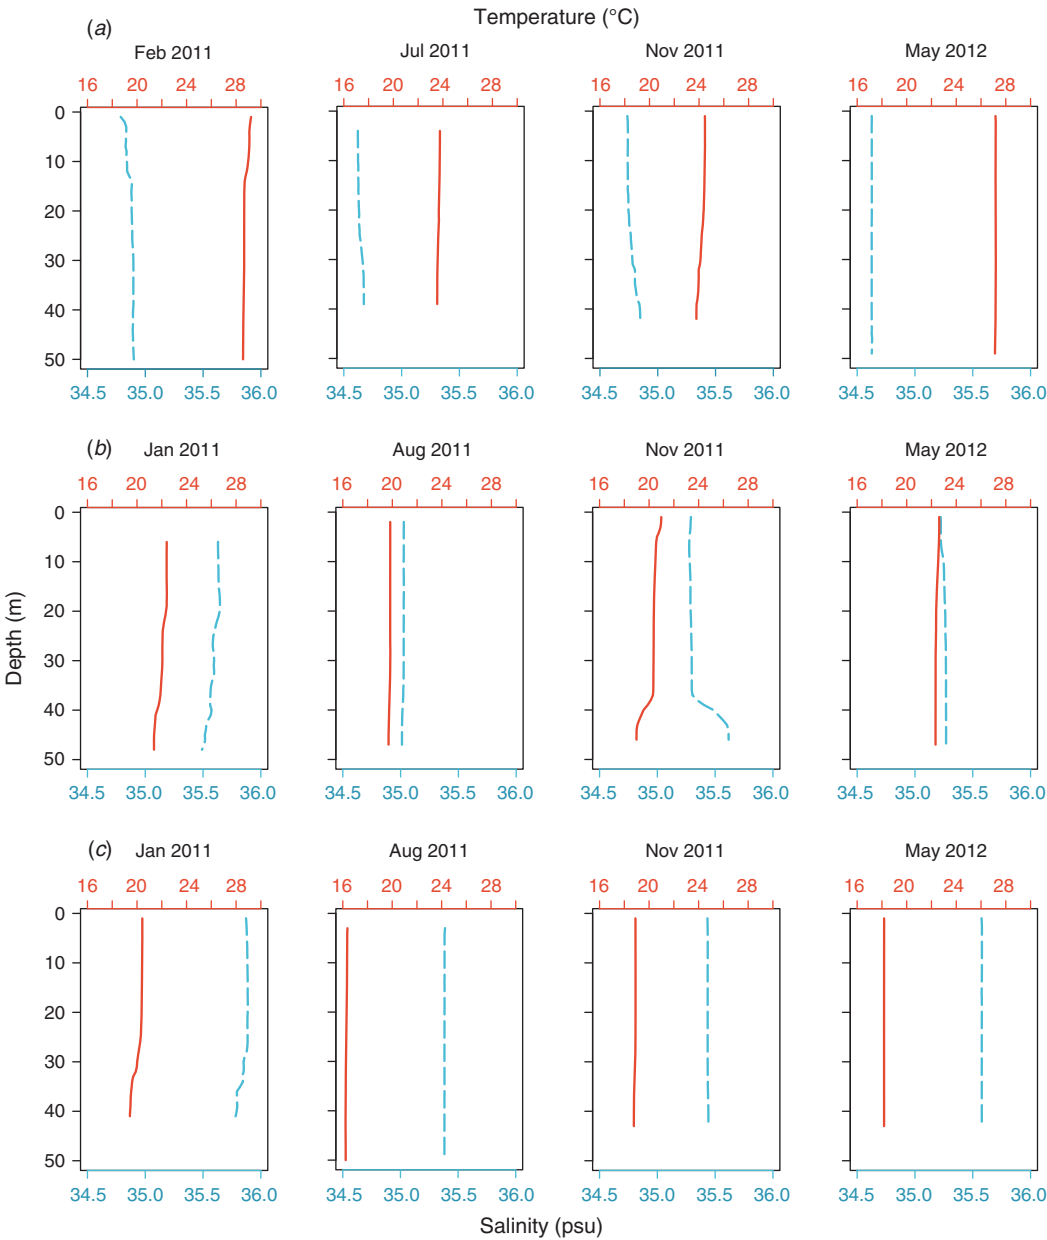 Temperature (°C)
(a)
Feb 2011 Jul 2011 Nov 2011 May 2012
16 20 24 28 16 20 24 28 16 20 24 28 16 20 24 28
0
10
20
30
40
50
34.5 35.0 35.5 36.0 34.5 35.0 35.5 36.0 34.5 35.0 35.5 36.0 34.5 35.0 35.5 36.0
(b) Jan 2011 Aug 2011 Nov 2011 May 2012
16 20 24 28 16 20 24 28 16 20 24 28 16 20 24 28
0
10
20
30
40
50
Depth (m)
34.5 35.0 35.5 36.0 34.5 35.0 35.5 36.0 34.5 35.0 35.5 36.0 34.5 35.0 35.5 36.0
(c) Jan 2011 Aug 2011 Nov 2011 May 2012
16 20 24 28 16 20 24 28 16 20 24 28 16 20 24 28
0
10
20
30
40
50
34.5 35.0 35.5 36.0 34.5 35.0 35.5 36.0 34.5 35.0 35.5 36.0 34.5 35.0 35.5 36.0
Salinity (psu)